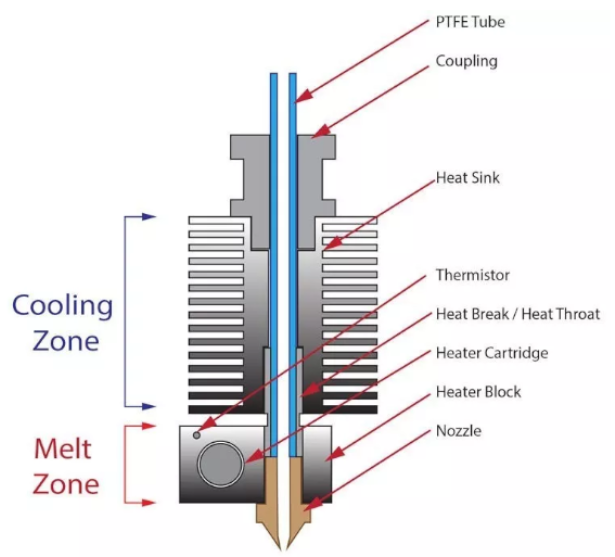 PTFE Tube
Coupling
Heat Sink
Thermistor
Heat Break / Heat Throat
Heater Cartridge
Heater Block
Nozzle
Cooling
Zone
Melt
Zone